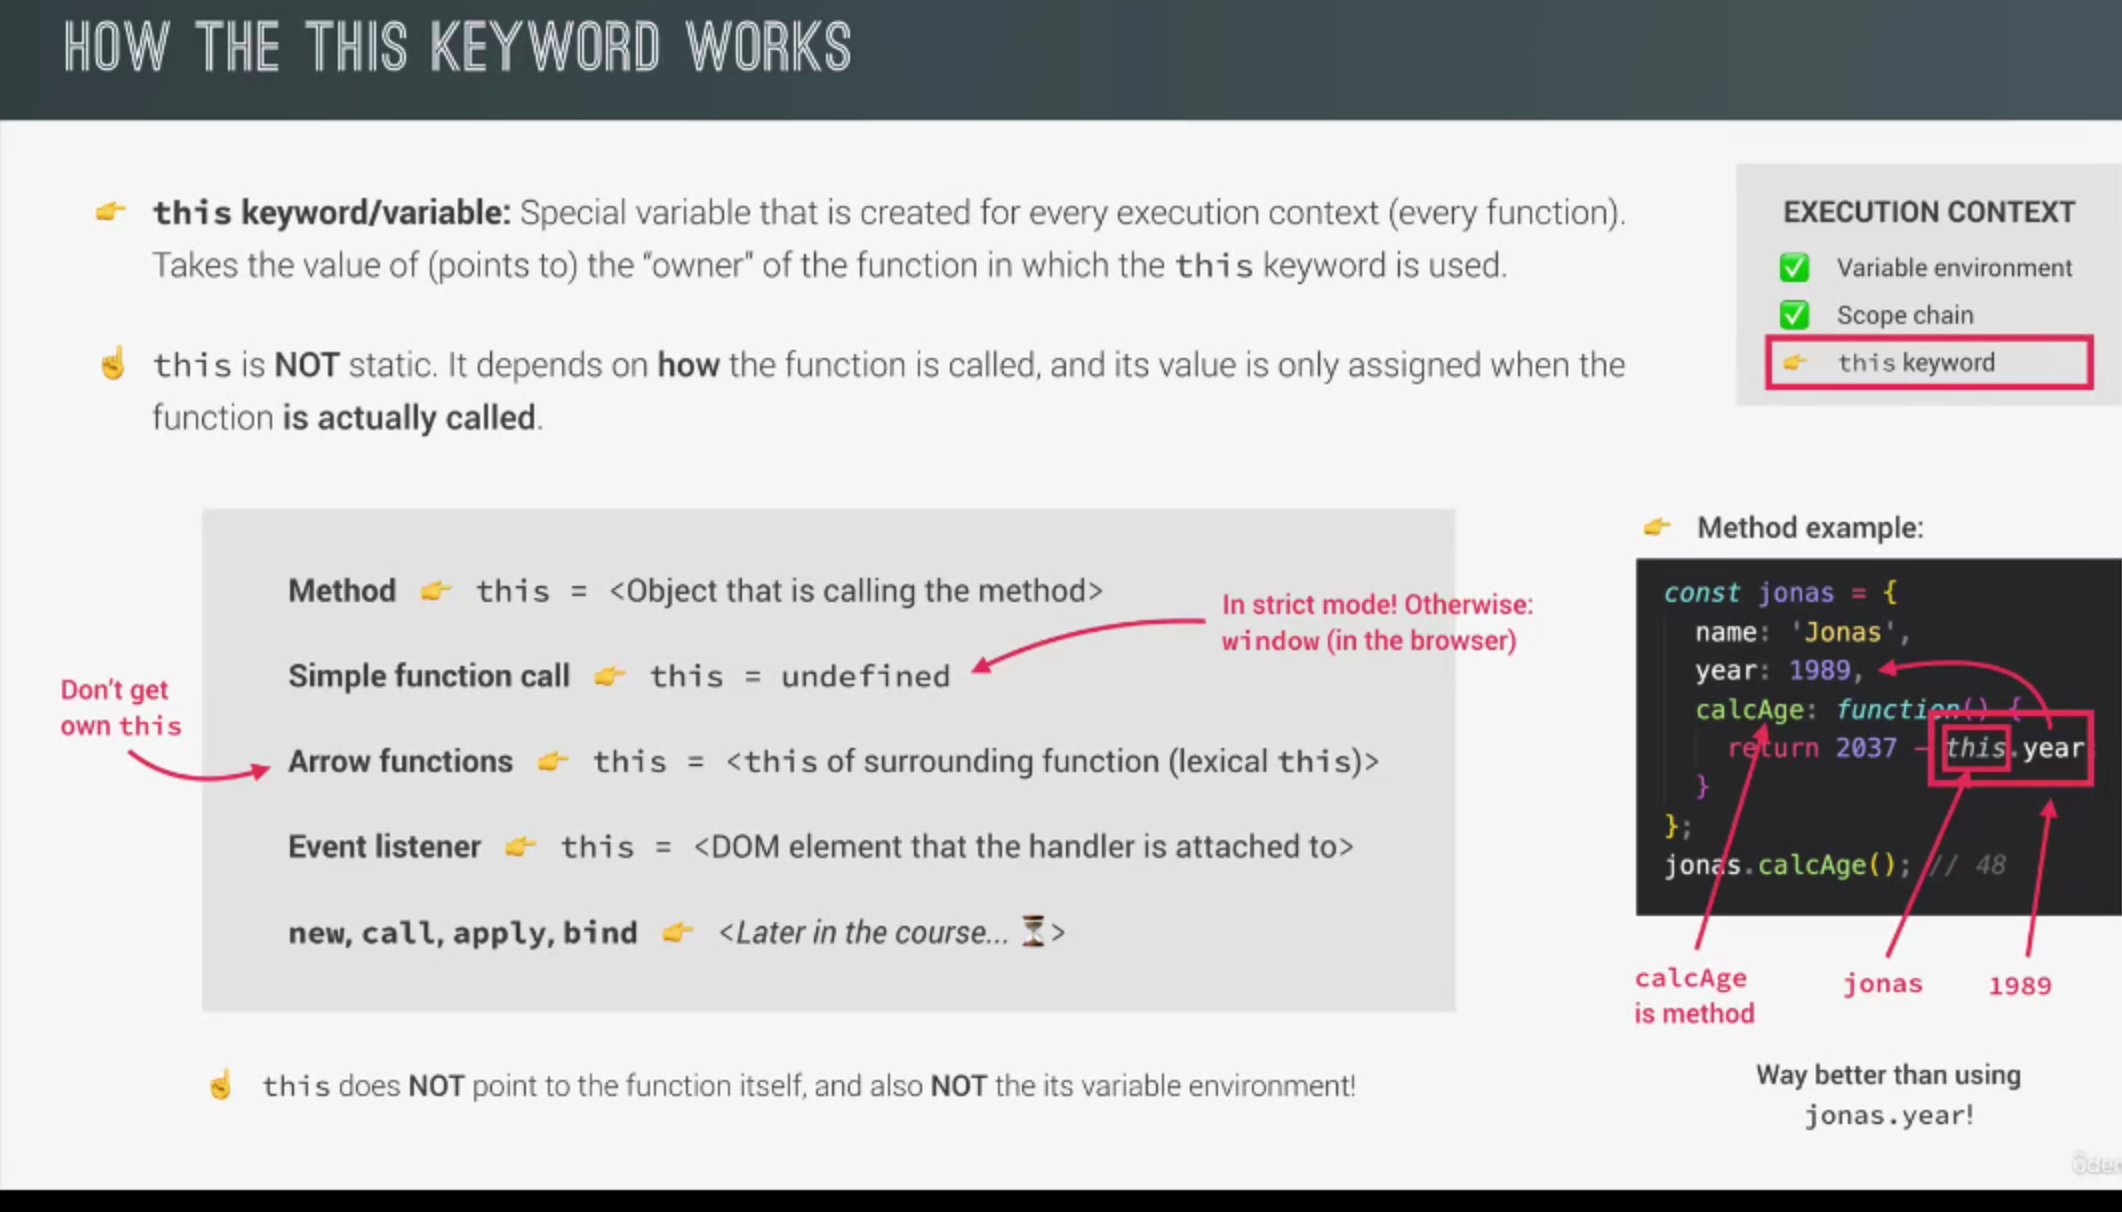 HOW THE THIS KEYWORD WORKS
this keyword/variable: Special variable that is created for every execution context (every function).
Takes the value of (points to) the “owner” of the function in which the this keyword is used.
this is NOT static. It depends on how the function is called, and its value is only assigned when the
function is actually called.
EXECUTION CONTEXT
Variable environment
Scope chain
this keyword
Method this = <Object that is calling the method>
In strict mode! Otherwise:
window (in the browser)
Simple function call this = undefined
Don’t get
own this
Arrow functions this = <this of surrounding function (lexical this)>
Event listener this = <DOM element that the handler is attached to>
new, call, apply, bind <Later in the course... >
this does NOT point to the function itself, and also NOT the its variable environment!
Method example:
const jonas = {
name: 'Jonas',
year: 1989,
calcAge: function() {
return 2037 - this.year
}
};
jonas.calcAge(); // 48
calcAge
is method
jonas
1989
Way better than using
jonas.year!